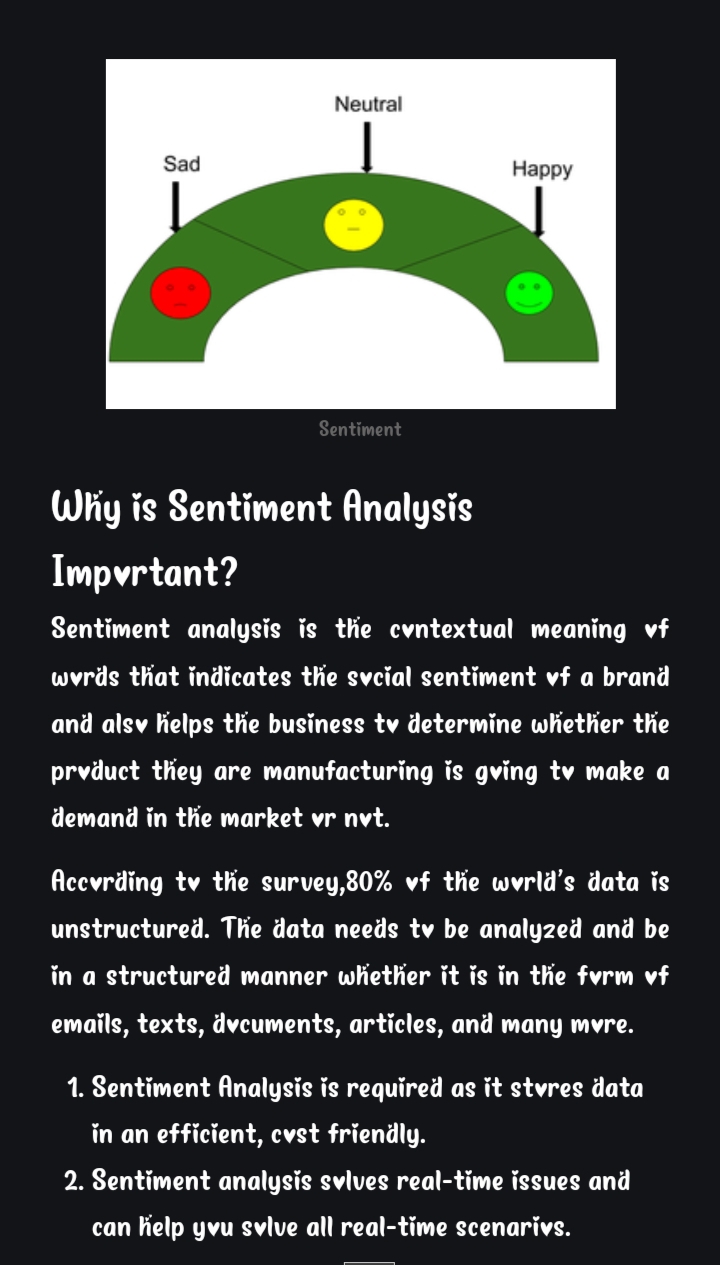 Neutral
Sad
Happy
Sentiment
Why is Sentiment Analysis
Important?
Sentiment analysis is the contextual meaning of
words that indicates the social sentiment of a brand
and also helps the business to determine whether the
product they are manufacturing is going to make a
demand in the market or not.
According to the survey,80% of the world's data is
unstructured. The data needs to be analyzed and be
in a structured manner whether it is in the form of
emails, texts, documents, articles, and many more.
1. Sentiment Analysis is required as it stores data
in an efficient, cost friendly.
2. Sentiment analysis solves real-time issues and
can help you solve all real-time scenarios.